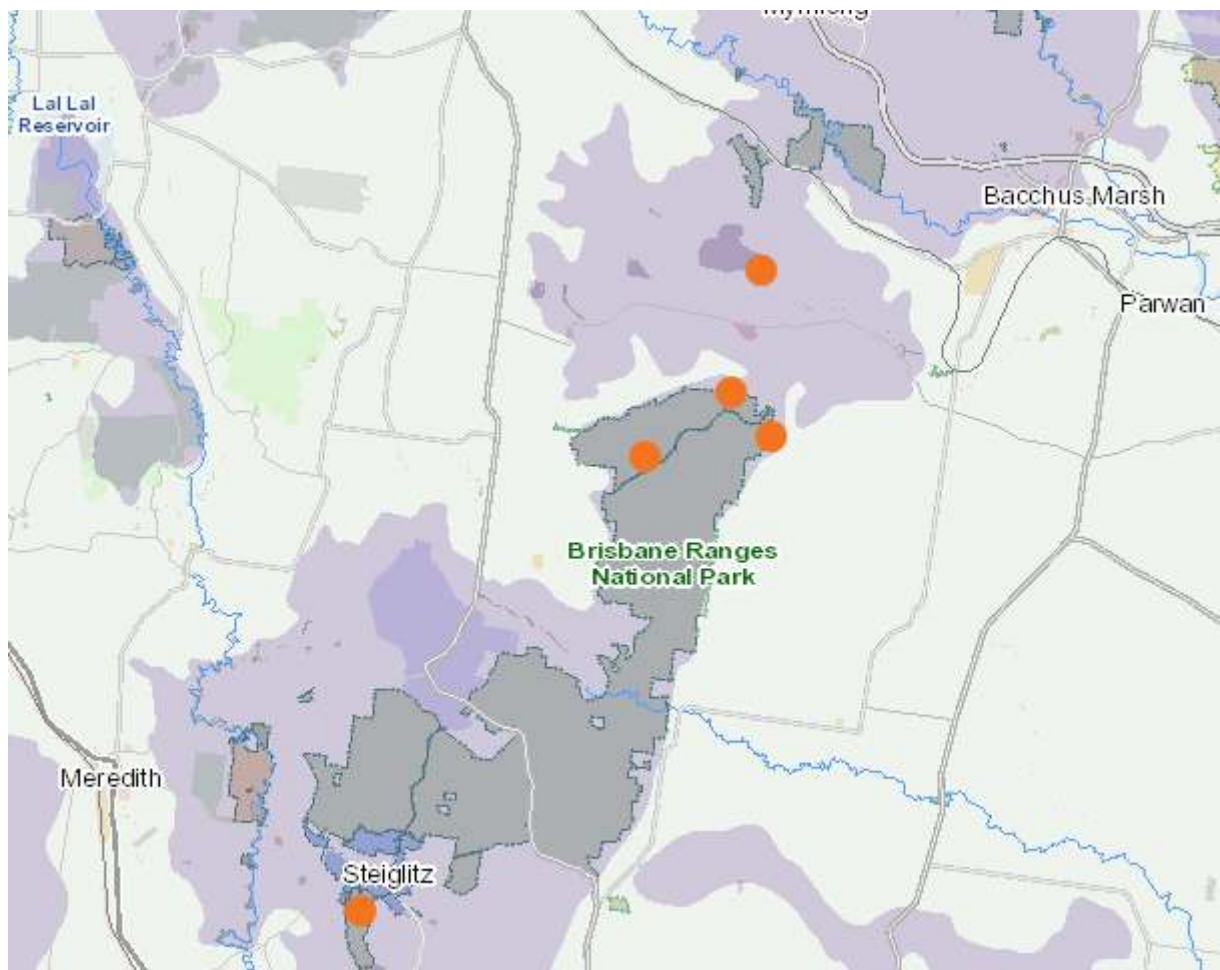 Lal Lal
Reservoir
Bacchus Marsh
Parwan
Brisbane Ranges
National Park
Meredith
Steiglitz